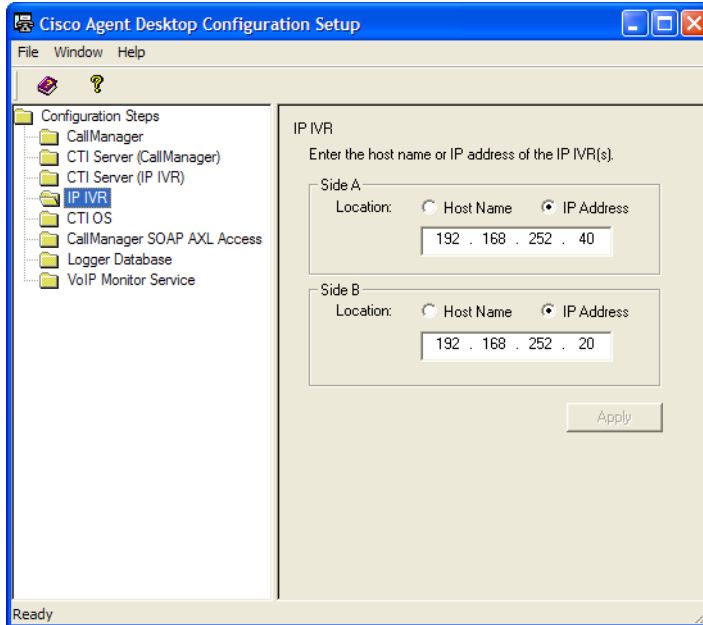 Cisco Agent Desktop Configuration Setup
File Window Help
Configuration Steps
CallManager
CTI Server (CallManager)
CTI Server (IP IVR)
IP IVR
CTI OS
CallManager SOAP AXL Access
Logger Database
VoIP Monitor Service
IP IVR
Enter the host name or IP address of the IP IVR(s).
Side A
Location: Host Name IP Address
192 . 168 . 252 . 40
Side B
Location: Host Name IP Address
192 . 168 . 252 . 20
Apply
Ready